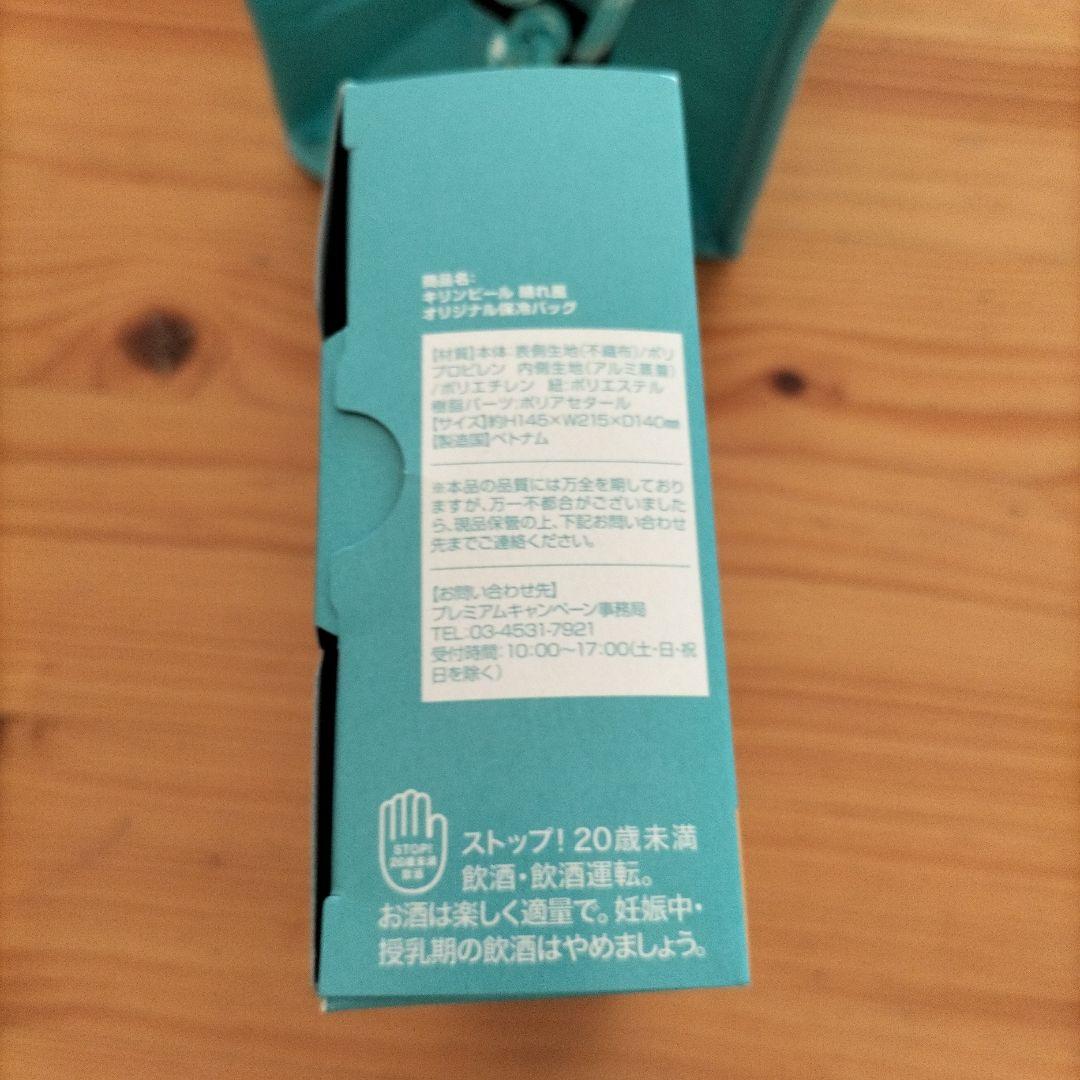 商品名:
キリンビール 晴れ風
オリジナル保冷バッグ
【材質】本体:表側生地(不織布)/ポリ
プロピレン 内側生地(アルミ蒸着)
/ポリエチレン 紐:ポリエステル
樹脂パーツ:ポリアセタール
【サイズ】約H145×W215×D140㎜
【製造国】ベトナム
※本品の品質には万全を期しており
ますが、万一不都合がございました
ら、現品保管の上、下記お問い合わせ
先までご連絡ください。
【お問い合わせ先】
プレミアムキャンペーン事務局
TEL:03-4531-7921
受付時間:10:00〜17:00(土・日・祝
日を除く)
STOP!
20歳未満
飲酒
ストップ! 20歳未満
飲酒・飲酒運転。
お酒は楽しく適量で。妊娠中・
授乳期の飲酒はやめましょう。